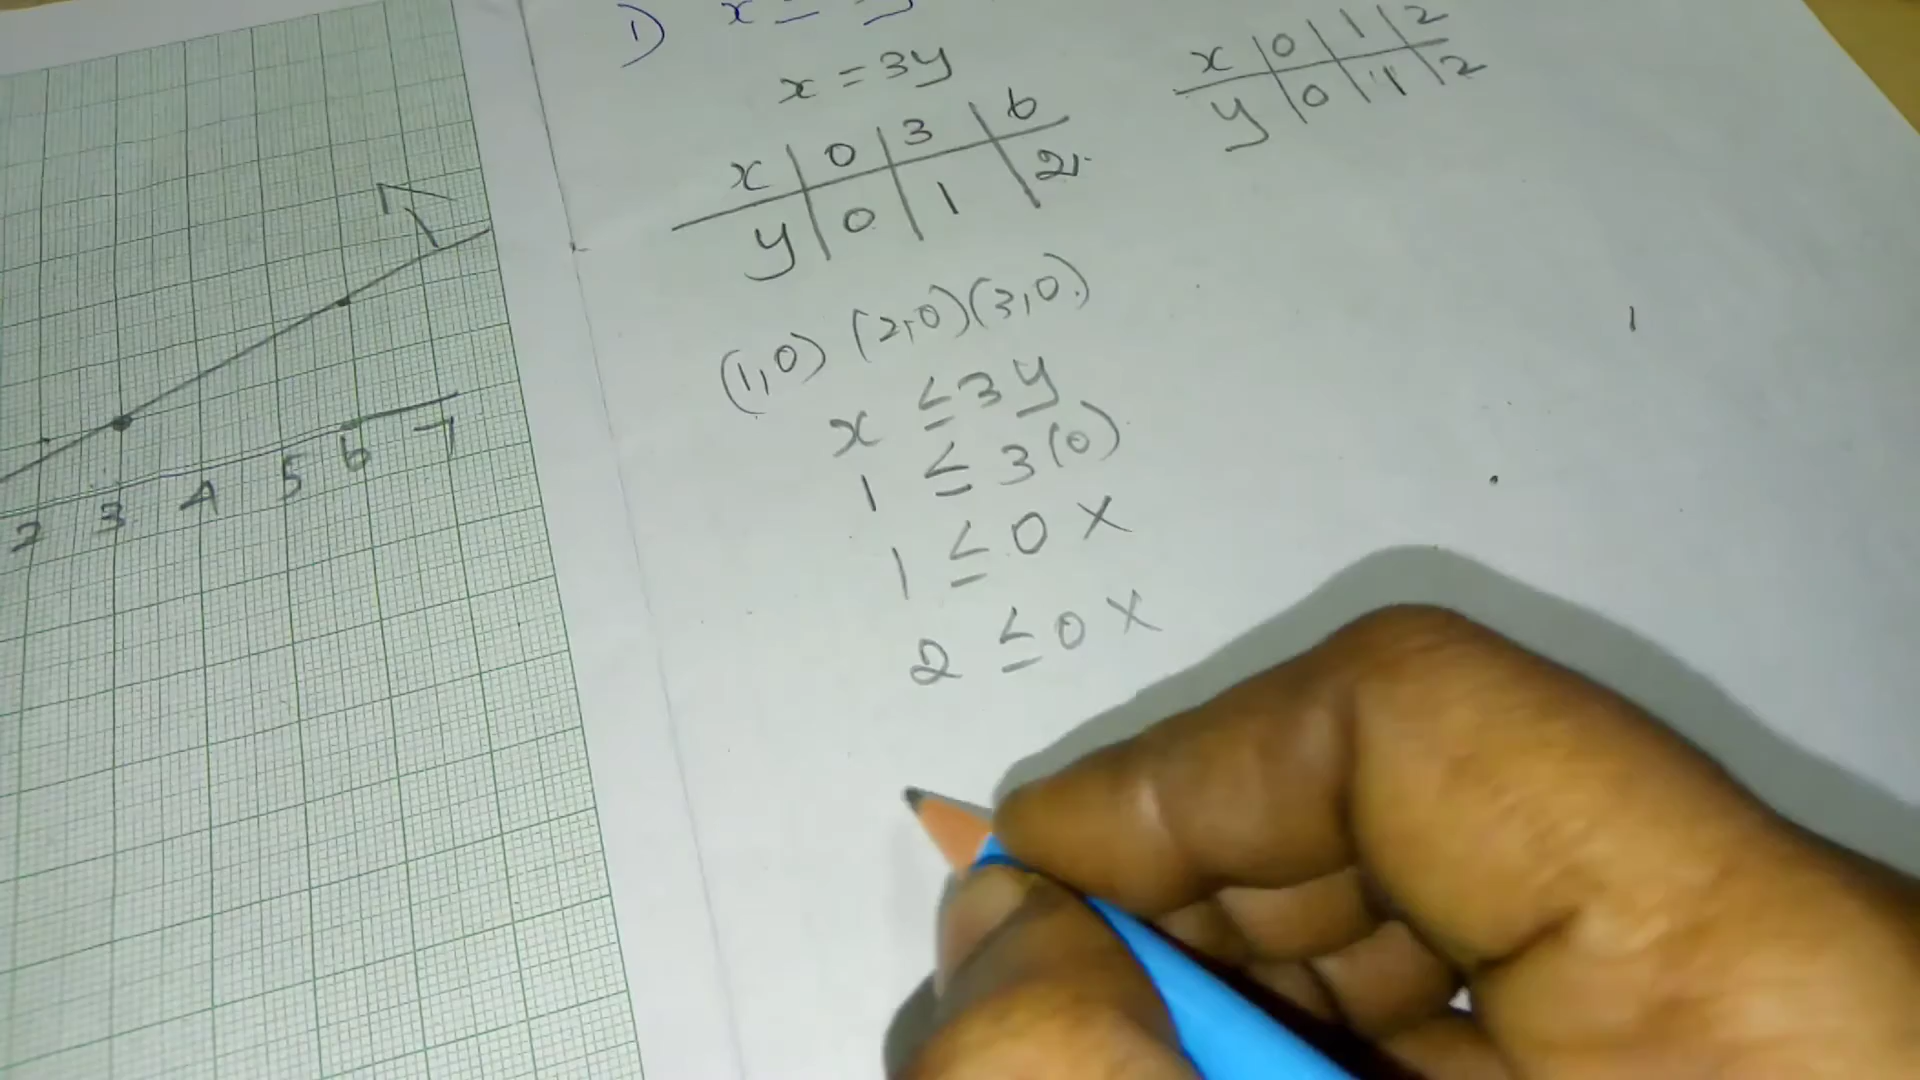 1) x =
x = 3y
x 0 3 6
y 0 1 2
x 0 1 2
y 0 1 2
(1,0) (2,0) (3,0)
x ≤ 3y
1 ≤ 3(0)
1 ≤ 0 X
2 ≤ 0 X
2 3 4 5 6 7